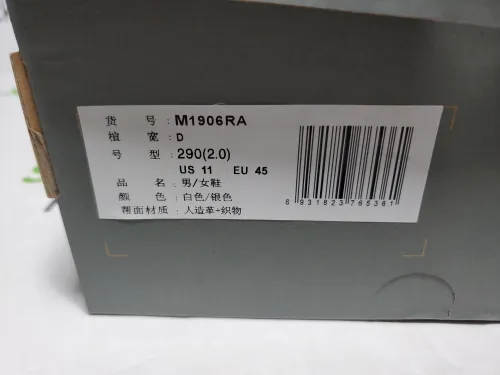 货 号 : M1906RA
楦 宽 : D
号 型 : 290(2.0)
US 11 EU 45
品 名 : 男/女鞋
颜 色 : 白色/银色
帮面材质 : 人造革+织物
6 931823 765361